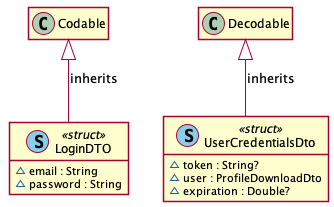 C Codable
C Decodable
inherits
inherits
S «struct» LoginDTO
~ email : String
~ password : String
S «struct» UserCredentialsDto
~ token : String?
~ user : ProfileDownloadDto
~ expiration : Double?